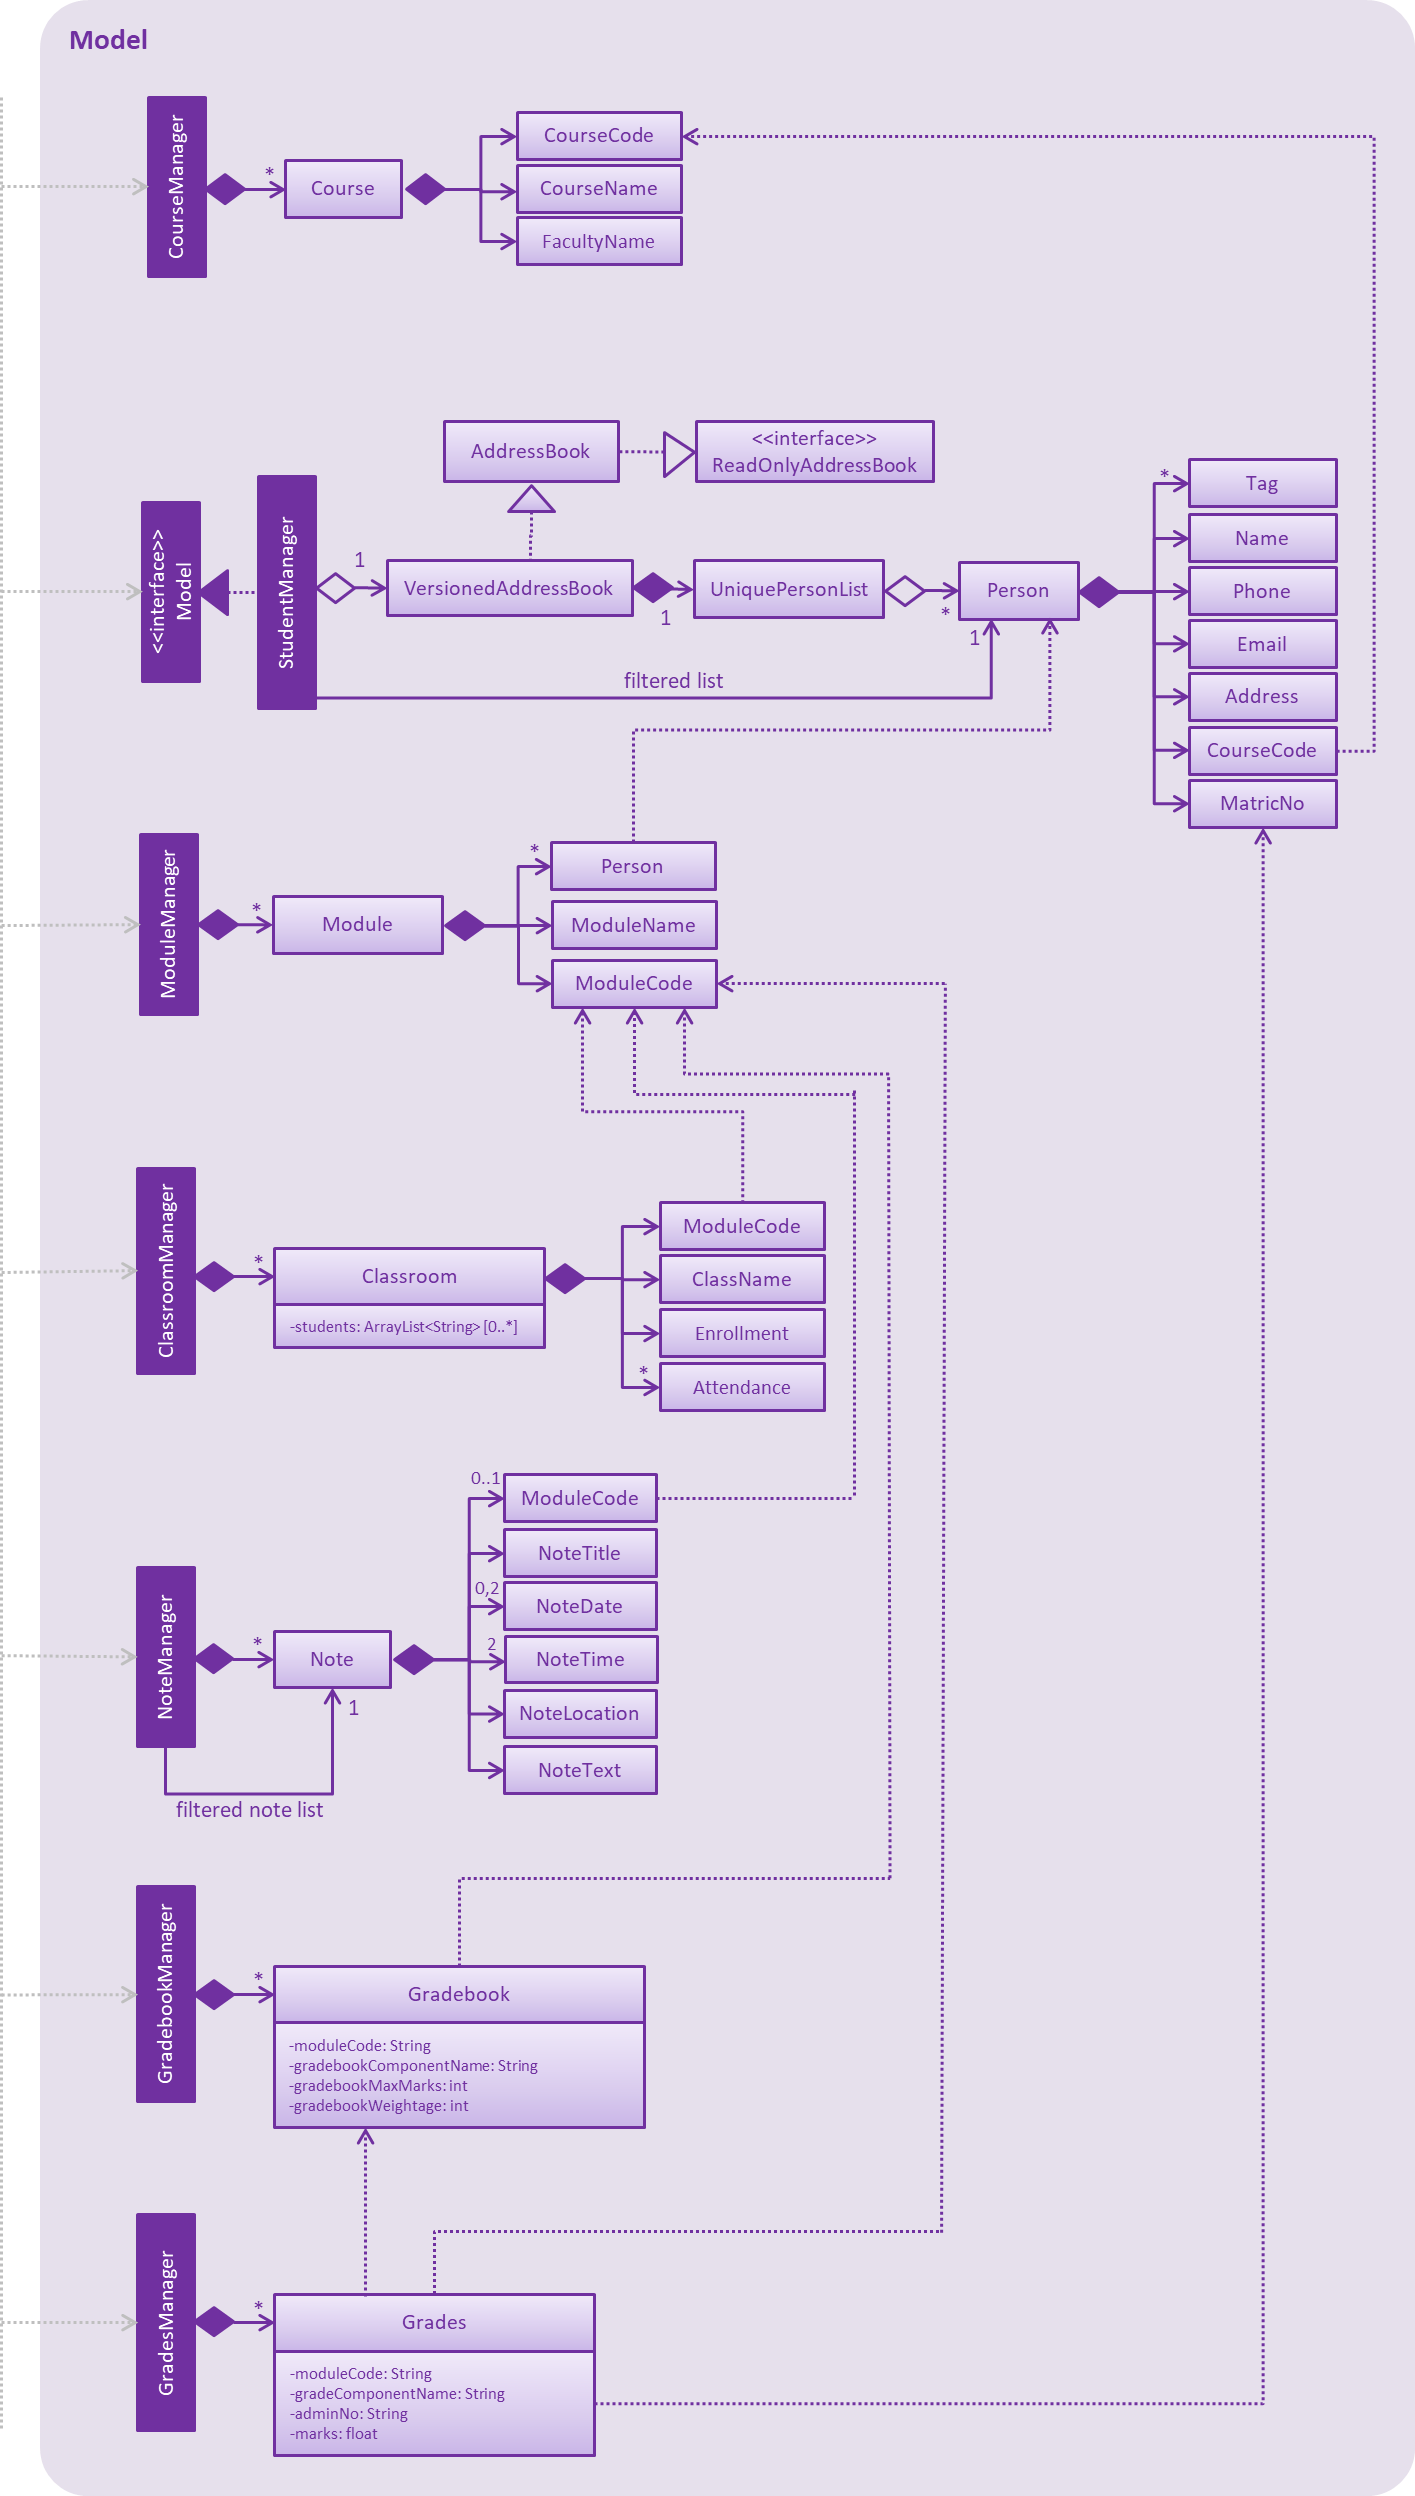 Model
CourseManager
*
Course
CourseCode
CourseName
FacultyName
AddressBook
<<interface>>
ReadOnlyAddressBook
<<interface>>
Model
StudentManager
1
VersionedAddressBook
1
UniquePersonList
*
Person
1
filtered list
*
Tag
Name
Phone
Email
Address
CourseCode
MatricNo
ModuleManager
*
Module
*
Person
ModuleName
ModuleCode
ClassroomManager
*
Classroom
-students: ArrayList<String> [0..*]
ModuleCode
ClassName
Enrollment
*
Attendance
NoteManager
*
Note
1
filtered note list
0..1
ModuleCode
NoteTitle
0,2
NoteDate
2
NoteTime
NoteLocation
NoteText
GradebookManager
*
Gradebook
-moduleCode: String
-gradebookComponentName: String
-gradebookMaxMarks: int
-gradebookWeightage: int
GradesManager
*
Grades
-moduleCode: String
-gradeComponentName: String
-adminNo: String
-marks: float